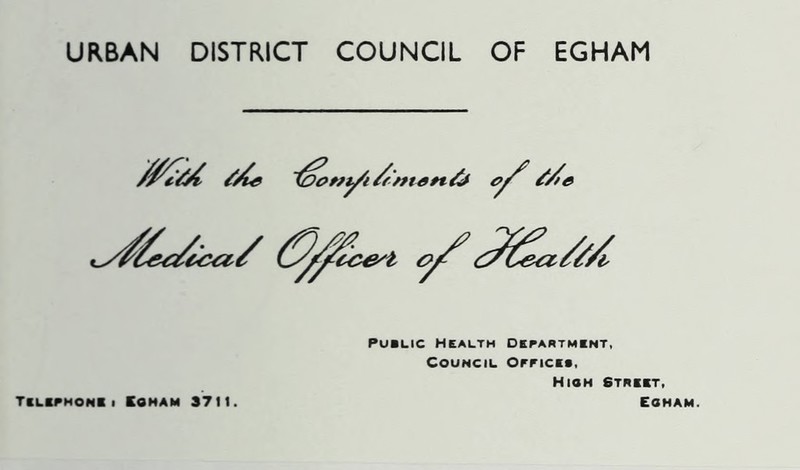 URBAN DISTRICT COUNCIL OF EGHAM
With the Compliments of the
Medical Officer of Health
PUBLIC HEALTH DEPARTMENT,
COUNCIL OFFICES,
HIGH STREET,
TELEPHONE: EGHAM 3711. EGHAM.